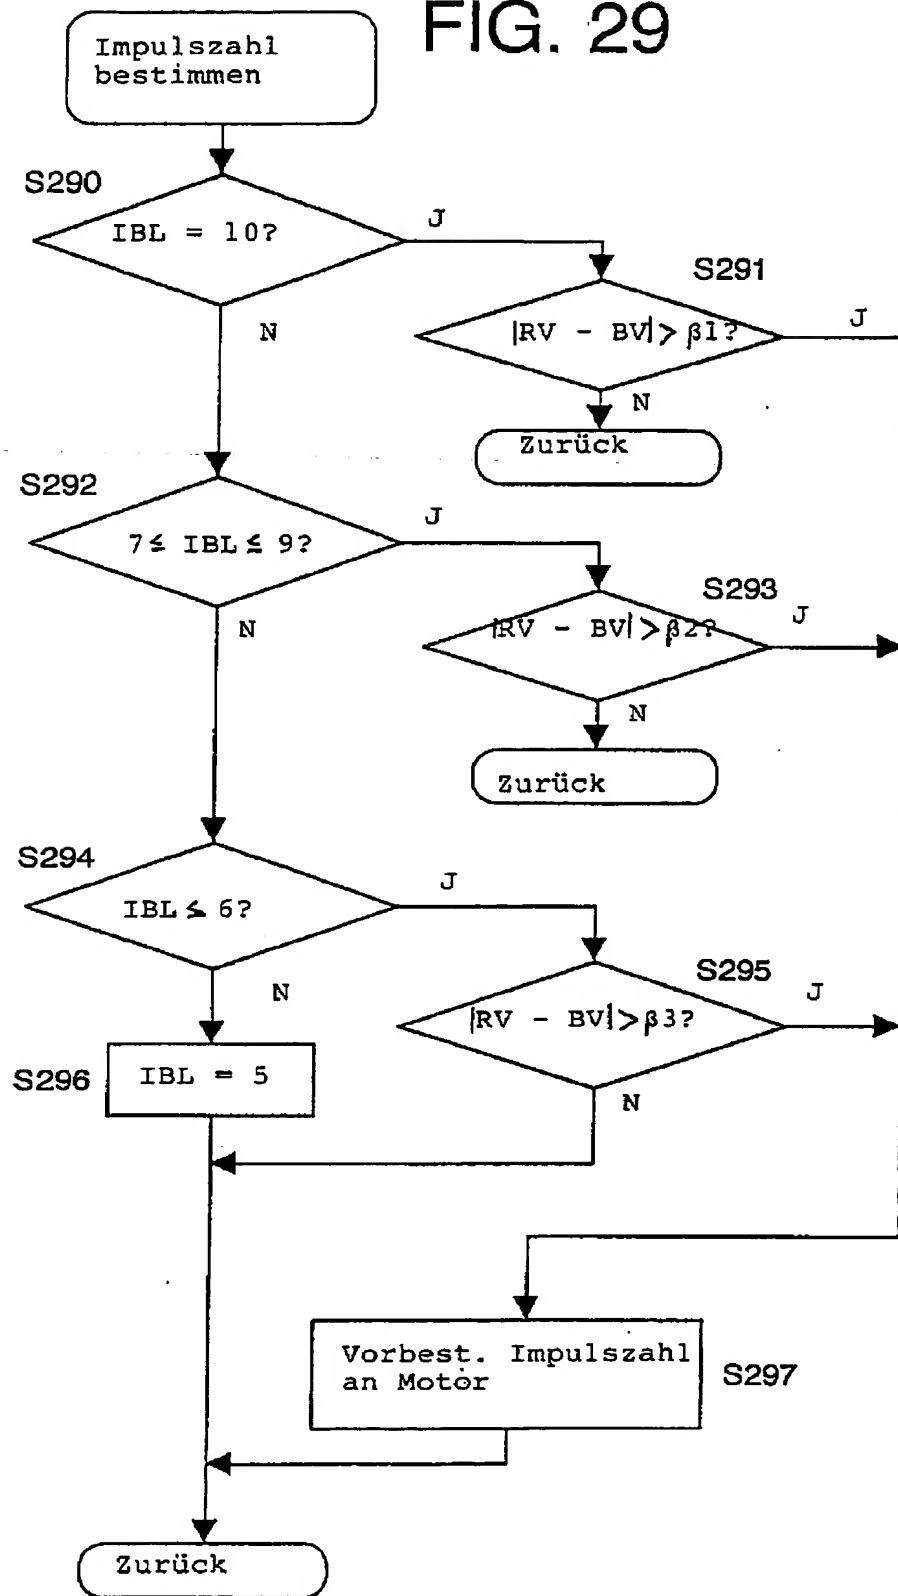 FIG. 29
Impulszahl
bestimmen
S290
IBL = 10?
J
N
S291
|RV - BV| > β1?
J
N
Zurück
S292
7 ≤ IBL ≤ 9?
J
N
S293
|RV - BV| > β2?
J
N
Zurück
S294
IBL ≤ 6?
J
N
S295
|RV - BV| > β3?
J
N
S296
IBL = 5
Vorbest. Impulszahl
an Motor
S297
Zurück